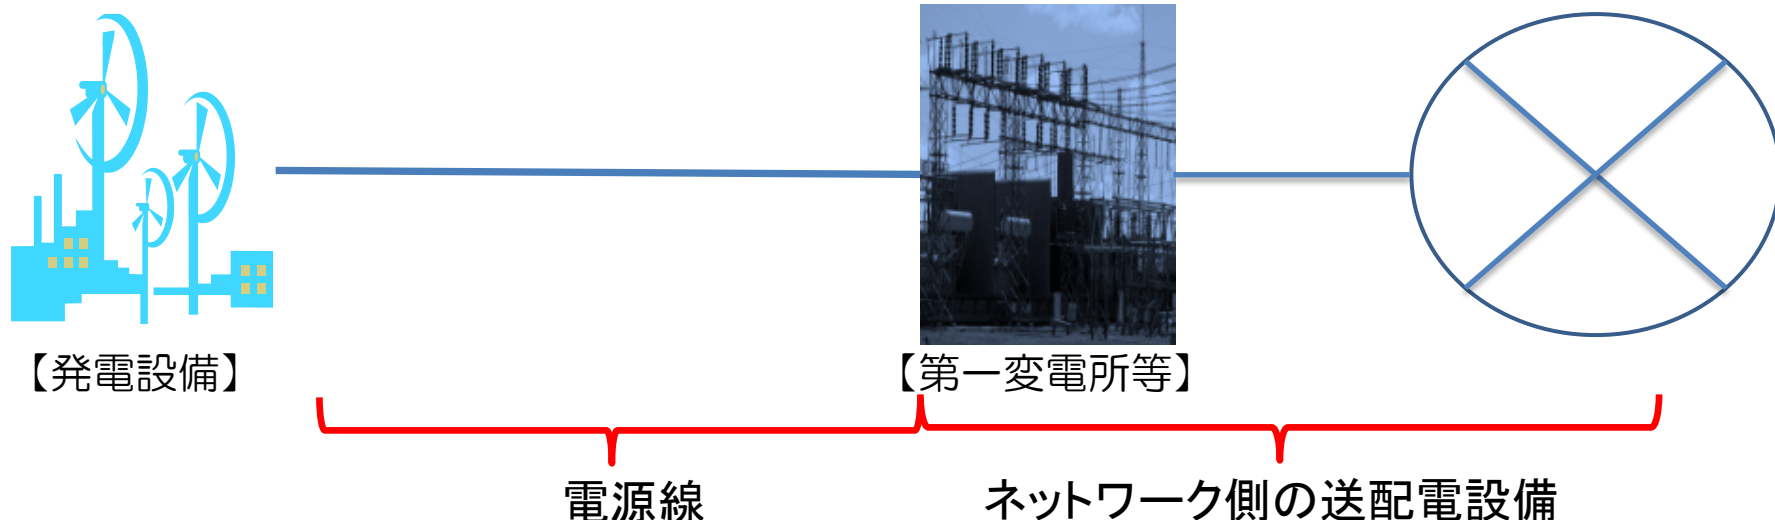 【発電設備】
【第一変電所等】
電源線
ネットワーク側の送配電設備